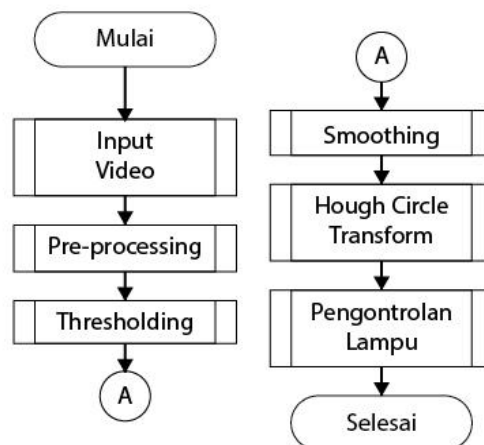 Mulai
Input
Video
Pre-processing
Thresholding
A
A
Smoothing
Hough Circle
Transform
Pengontrolan
Lampu
Selesai